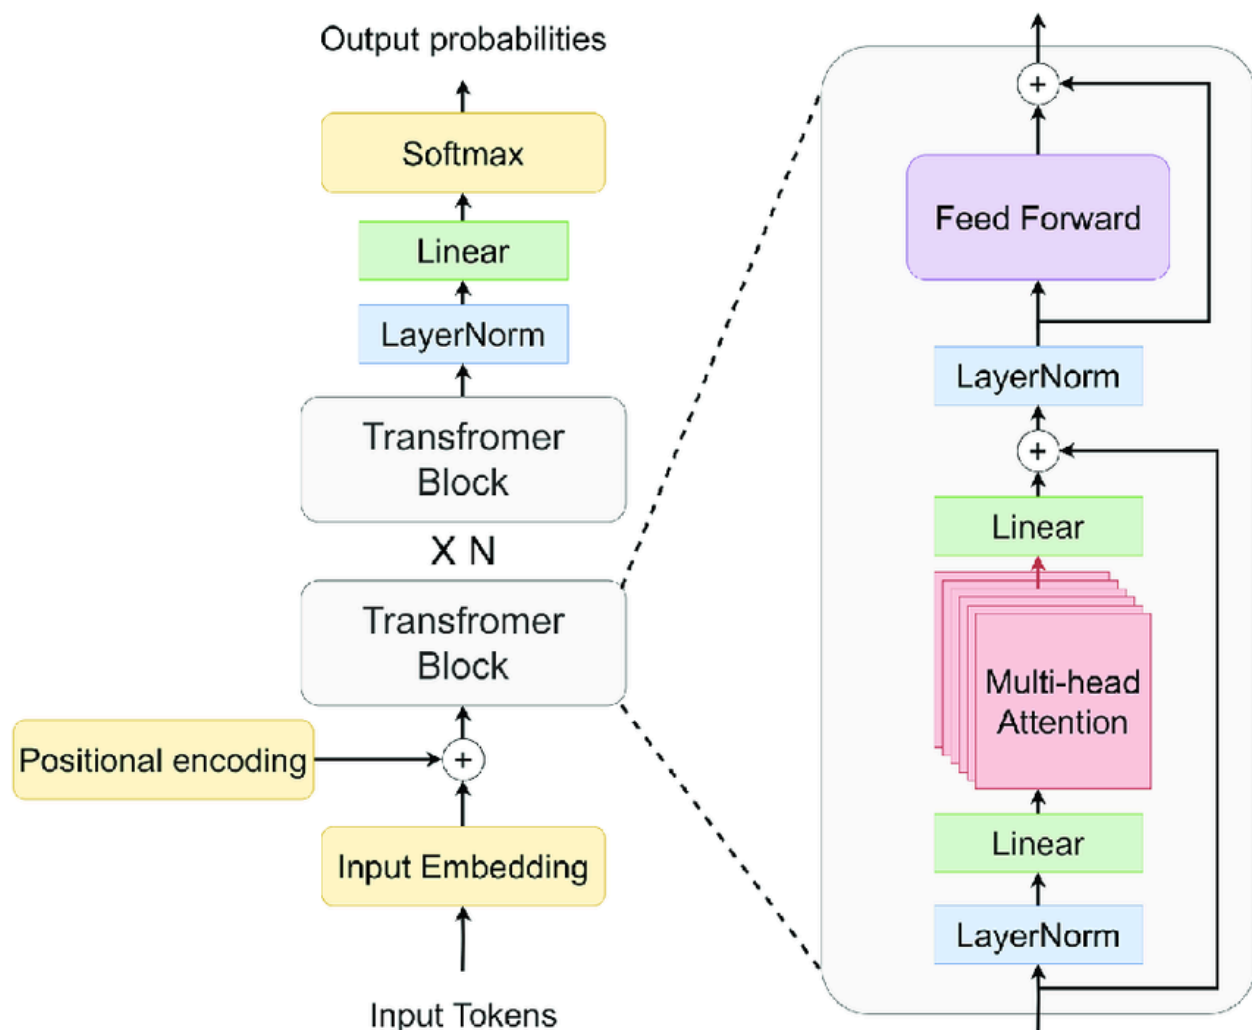 Output probabilities
Softmax
Linear
LayerNorm
Transfromer
Block
X N
Transfromer
Block
Positional encoding
+
Input Embedding
Input Tokens
+
Feed Forward
LayerNorm
+
Linear
Multi-head
Attention
Linear
LayerNorm